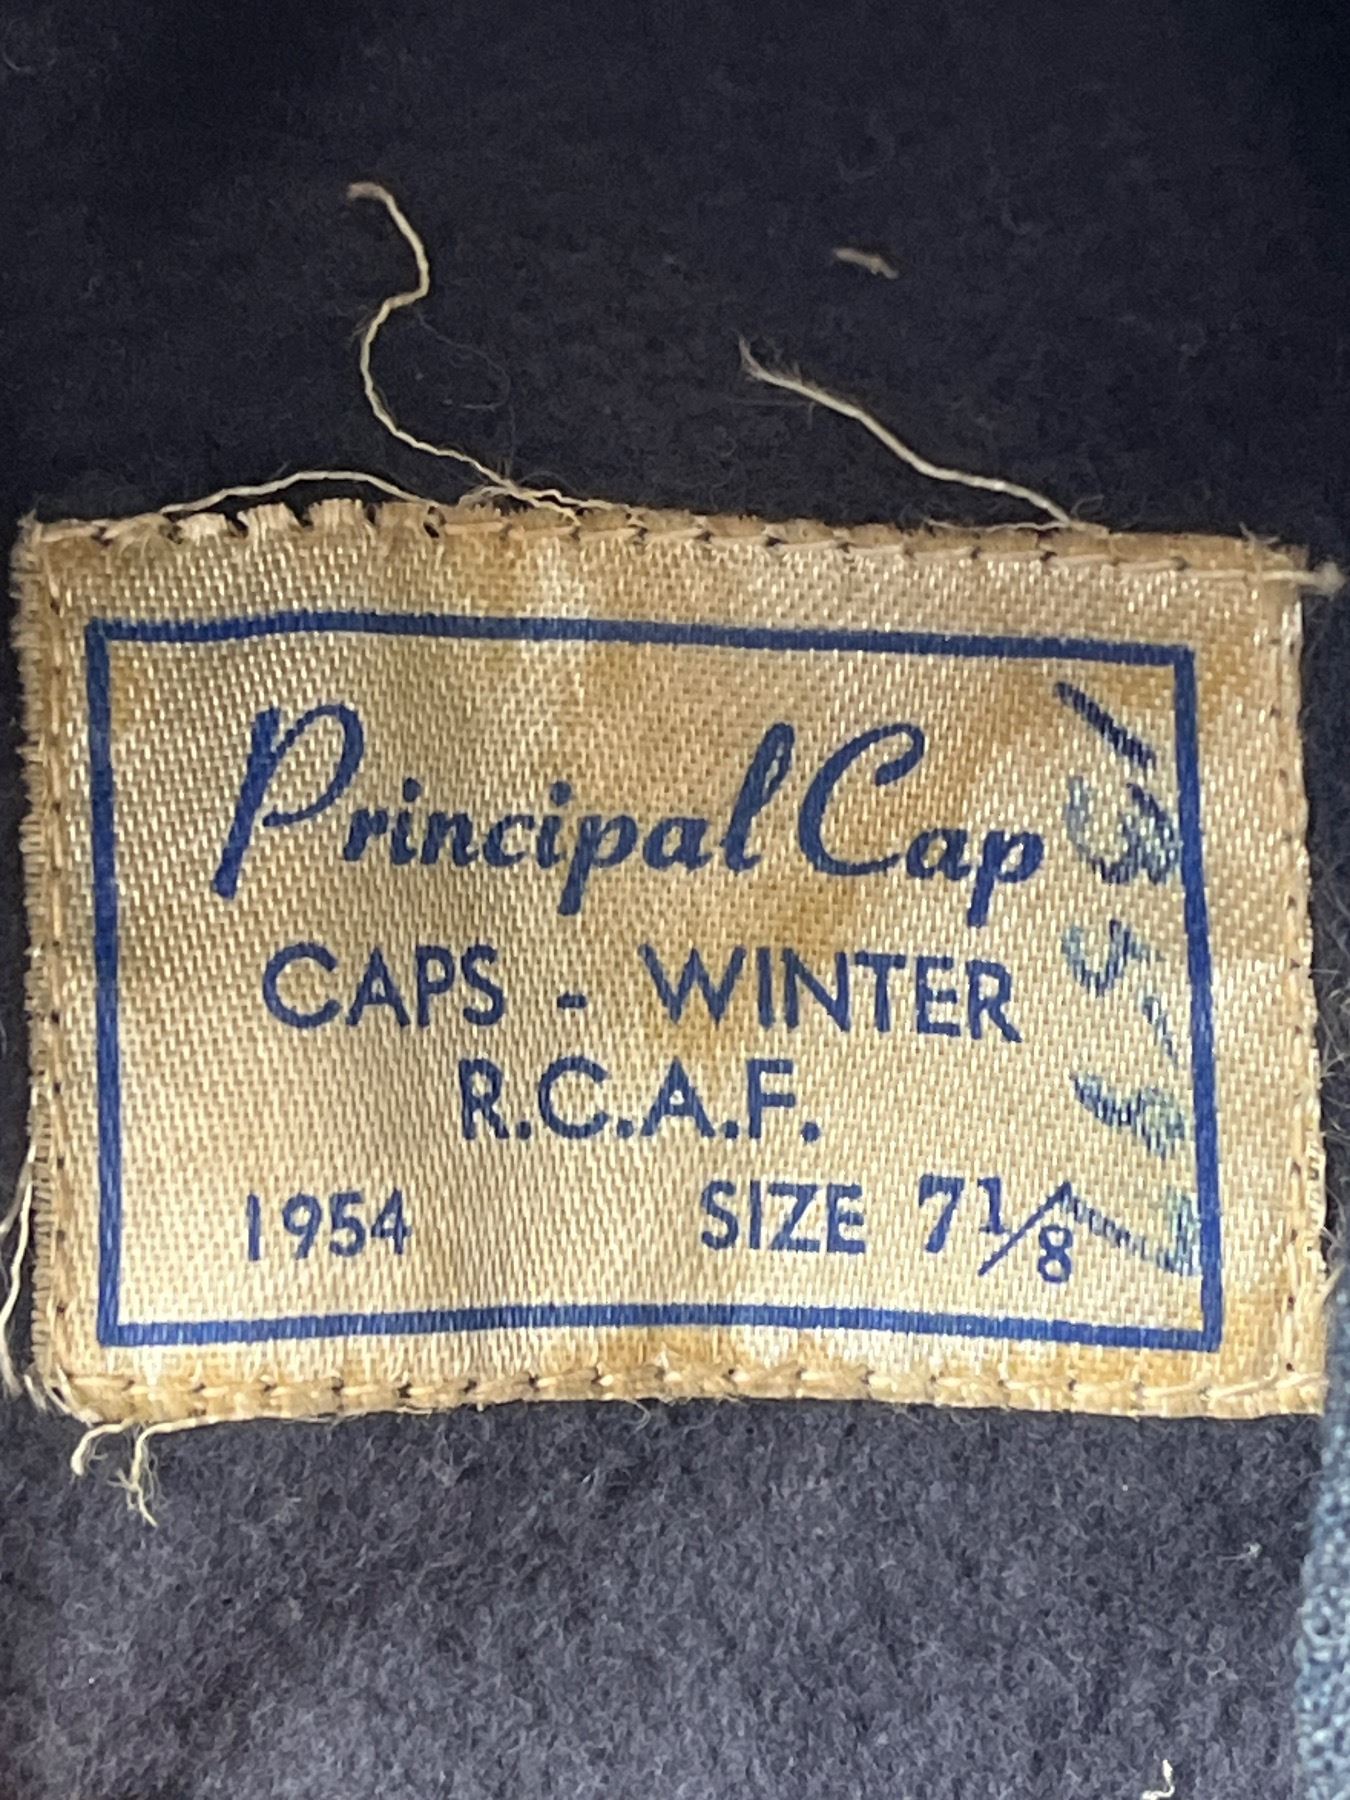 Principal Cap
CAPS - WINTER
R.C.A.F.
1954 SIZE 7 1/8